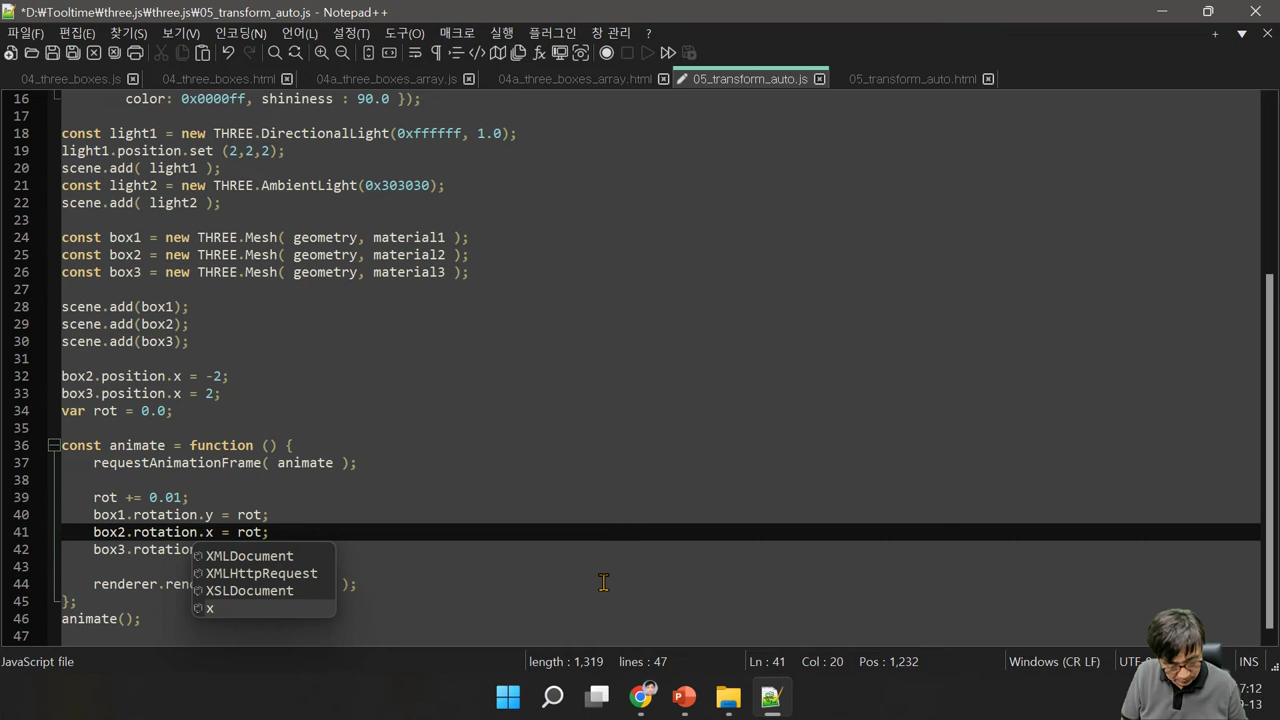 *D:₩Tooltime₩three.js₩three.js₩05_transform_auto.js - Notepad++
파일(F) 편집(E) 찾기(S) 보기(V) 인코딩(N) 언어(L) 설정(T) 도구(O) 매크로 실행 플러그인 창 관리 ?
04_three_boxes.js 04_three_boxes.html 04a_three_boxes_array.js 04a_three_boxes_array.html 05_transform_auto.js 05_transform_auto.html
16 color: 0x0000ff, shininess : 90.0 });
17
18 const light1 = new THREE.DirectionalLight(0xffffff, 1.0);
19 light1.position.set (2,2,2);
20 scene.add( light1 );
21 const light2 = new THREE.AmbientLight(0x303030);
22 scene.add( light2 );
23
24 const box1 = new THREE.Mesh( geometry, material1 );
25 const box2 = new THREE.Mesh( geometry, material2 );
26 const box3 = new THREE.Mesh( geometry, material3 );
27
28 scene.add(box1);
29 scene.add(box2);
30 scene.add(box3);
31
32 box2.position.x = -2;
33 box3.position.x = 2;
34 var rot = 0.0;
35
36 const animate = function () {
37 requestAnimationFrame( animate );
38
39 rot += 0.01;
40 box1.rotation.y = rot;
41 box2.rotation.x = rot;
42 box3.rotation
XMLDocument
43
XMLHttpRequest
44 renderer.ren );
XSLDocument
45 };
x
46 animate();
47
JavaScript file length : 1,319 lines : 47 Ln : 41 Col : 20 Pos : 1,232 Windows (CR LF) UTF- INS
7:12
-13